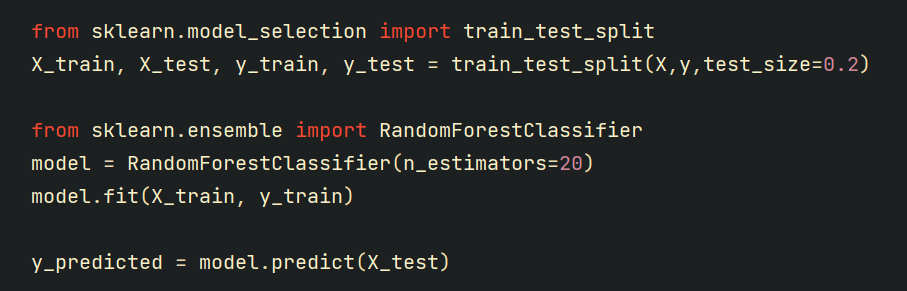 from sklearn.model_selection import train_test_split
X_train, X_test, y_train, y_test = train_test_split(X,y,test_size=0.2)
from sklearn.ensemble import RandomForestClassifier
model = RandomForestClassifier(n_estimators=20)
model.fit(X_train, y_train)
y_predicted = model.predict(X_test)